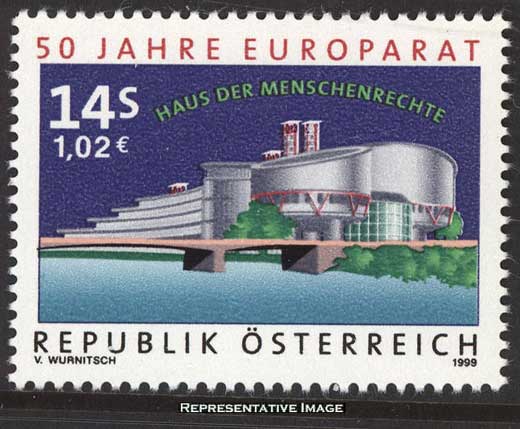 50 JAHRE EUROPARAT
14S
HAUS DER MENSCHENRECHTE
1,02 €
REPUBLIK ÖSTERREICH
V. WURNITSCH 1999
REPRESENTATIVE IMAGE